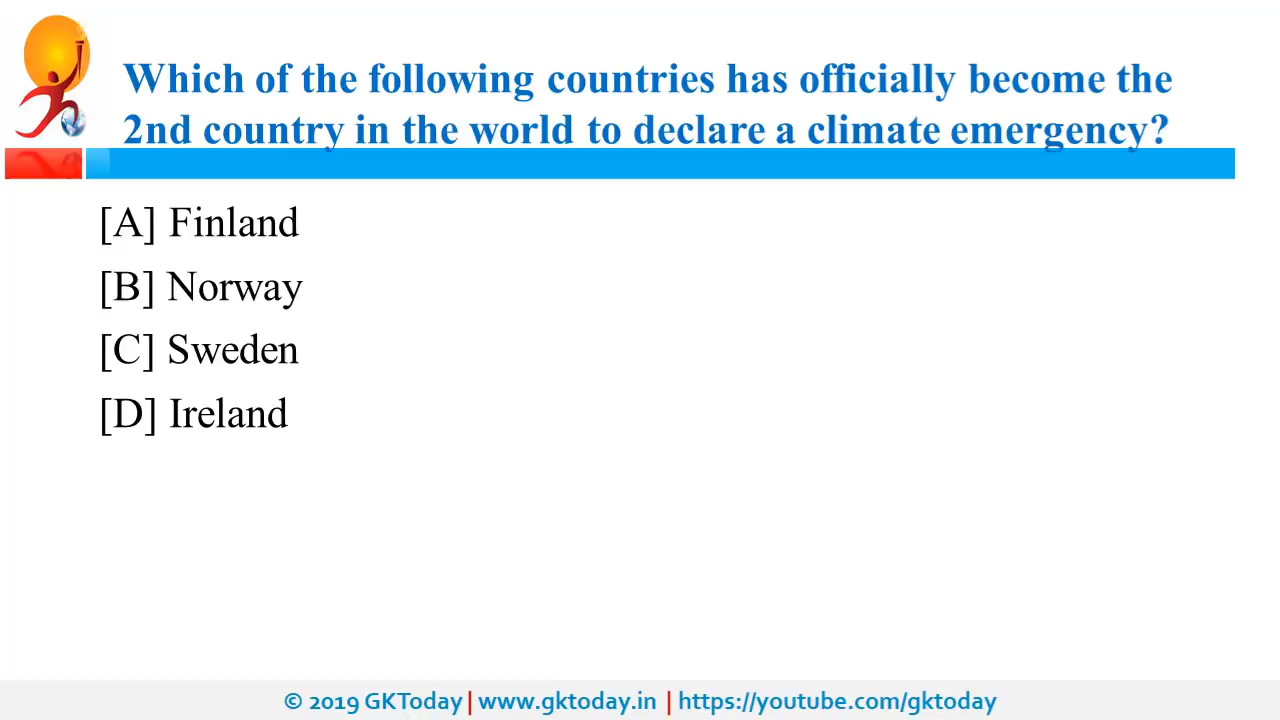 Which of the following countries has officially become the
2nd country in the world to declare a climate emergency?
[A] Finland
[B] Norway
[C] Sweden
[D] Ireland
© 2019 GKToday | www.gktoday.in | https://youtube.com/gktoday